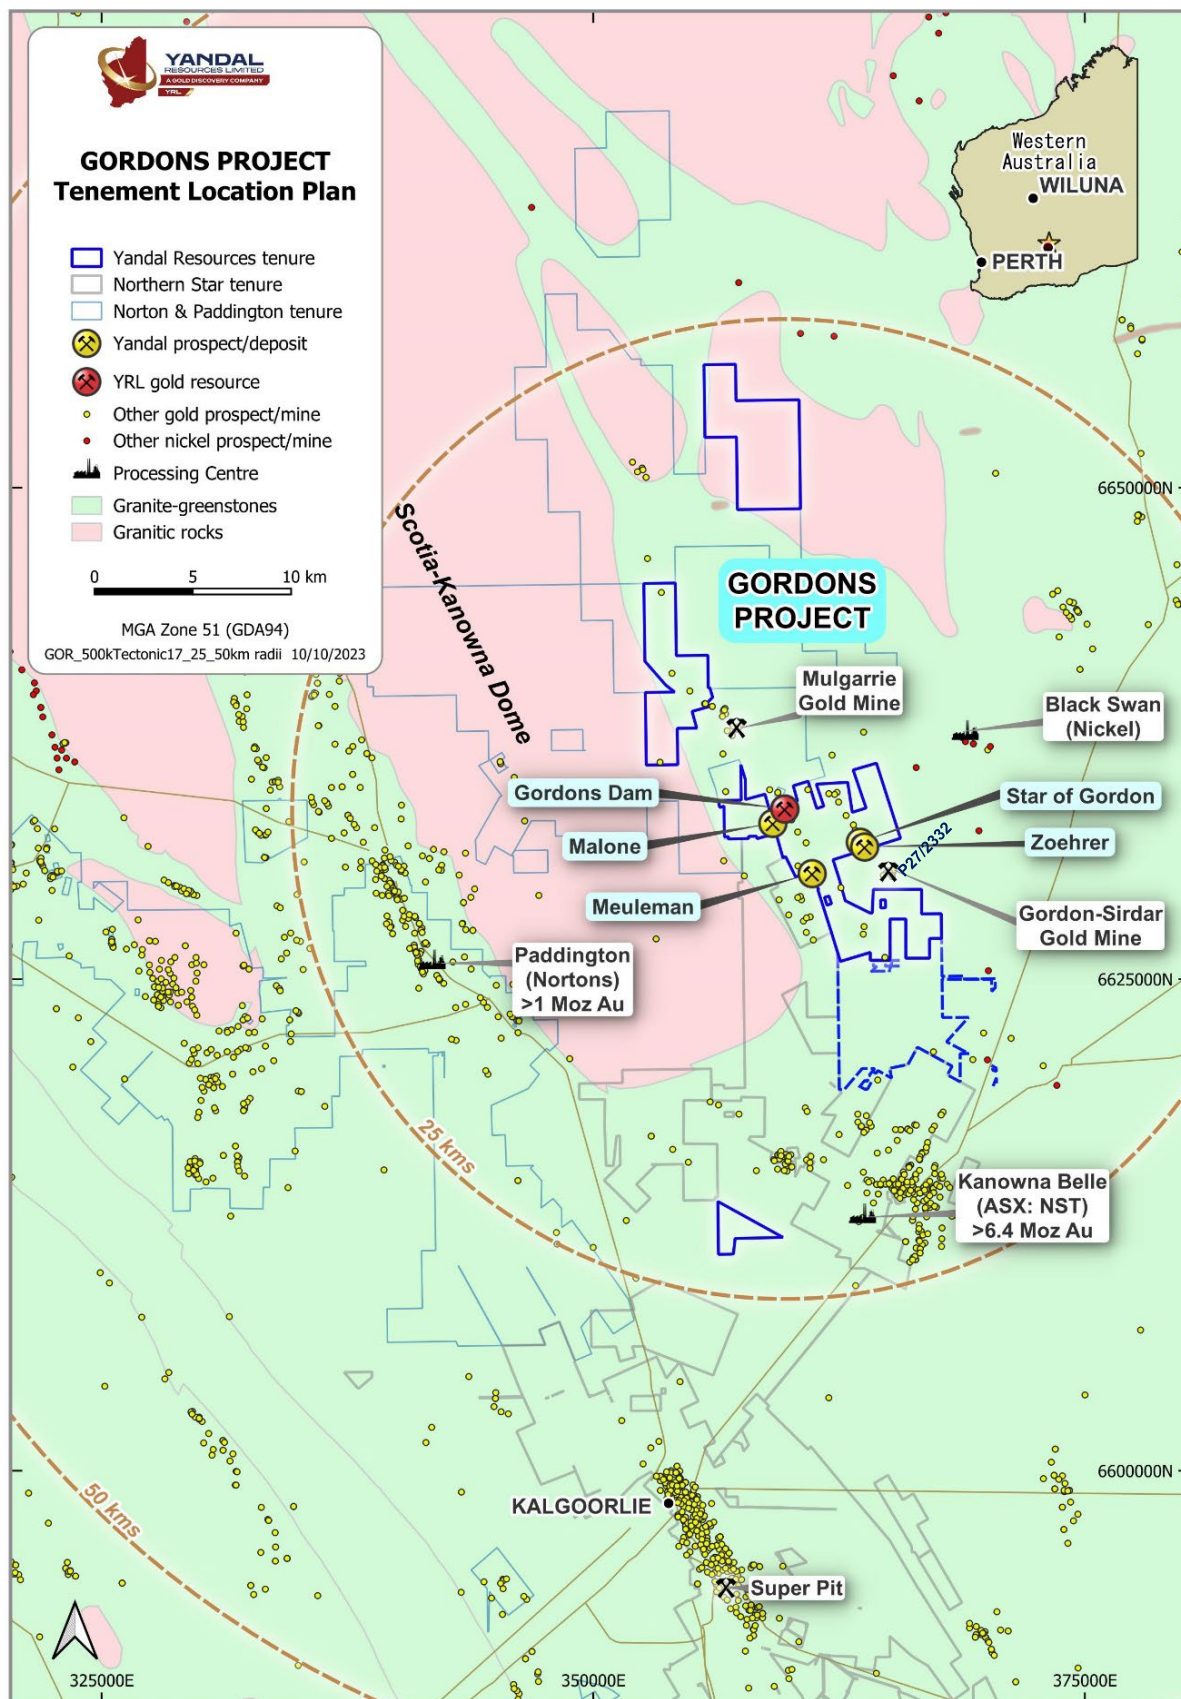 YANDAL
RESOURCES LIMITED
A GOLD DISCOVERY COMPANY
YRL
GORDONS PROJECT
Tenement Location Plan
Yandal Resources tenure
Northern Star tenure
Norton & Paddington tenure
Yandal prospect/deposit
YRL gold resource
Other gold prospect/mine
Other nickel prospect/mine
Processing Centre
Granite-greenstones
Granitic rocks
0 5 10 km
MGA Zone 51 (GDA94)
GOR_500kTectonic17_25_50km radii 10/10/2023
Western
Australia
WILUNA
PERTH
6650000N
Scotia-Kanowna Dome
GORDONS
PROJECT
Mulgarrie
Gold Mine
Black Swan
(Nickel)
Gordons Dam
Star of Gordon
Malone
Zoehrer
P27/2332
Meuleman
Gordon-Sirdar
Gold Mine
Paddington
(Nortons)
>1 Moz Au
6625000N
25 kms
Kanowna Belle
(ASX: NST)
>6.4 Moz Au
6600000N
50 kms
KALGOORLIE
Super Pit
325000E
350000E
375000E